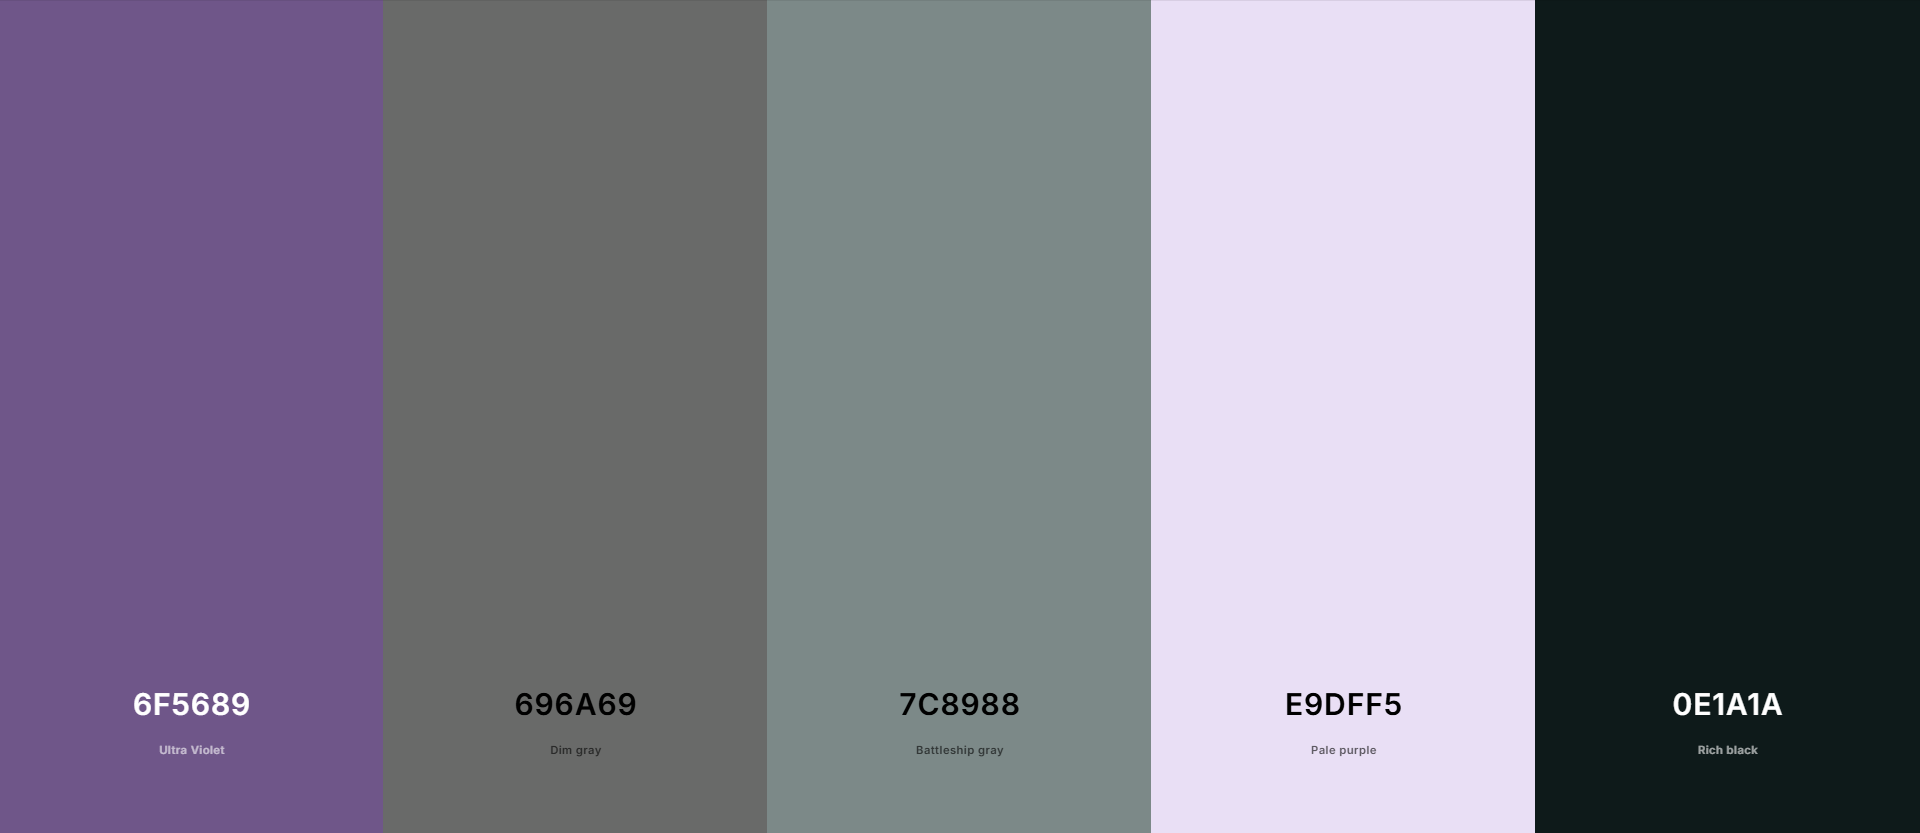 6F5689
Ultra Violet
696A69
Dim gray
7C8988
Battleship gray
E9DFF5
Pale purple
0E1A1A
Rich black